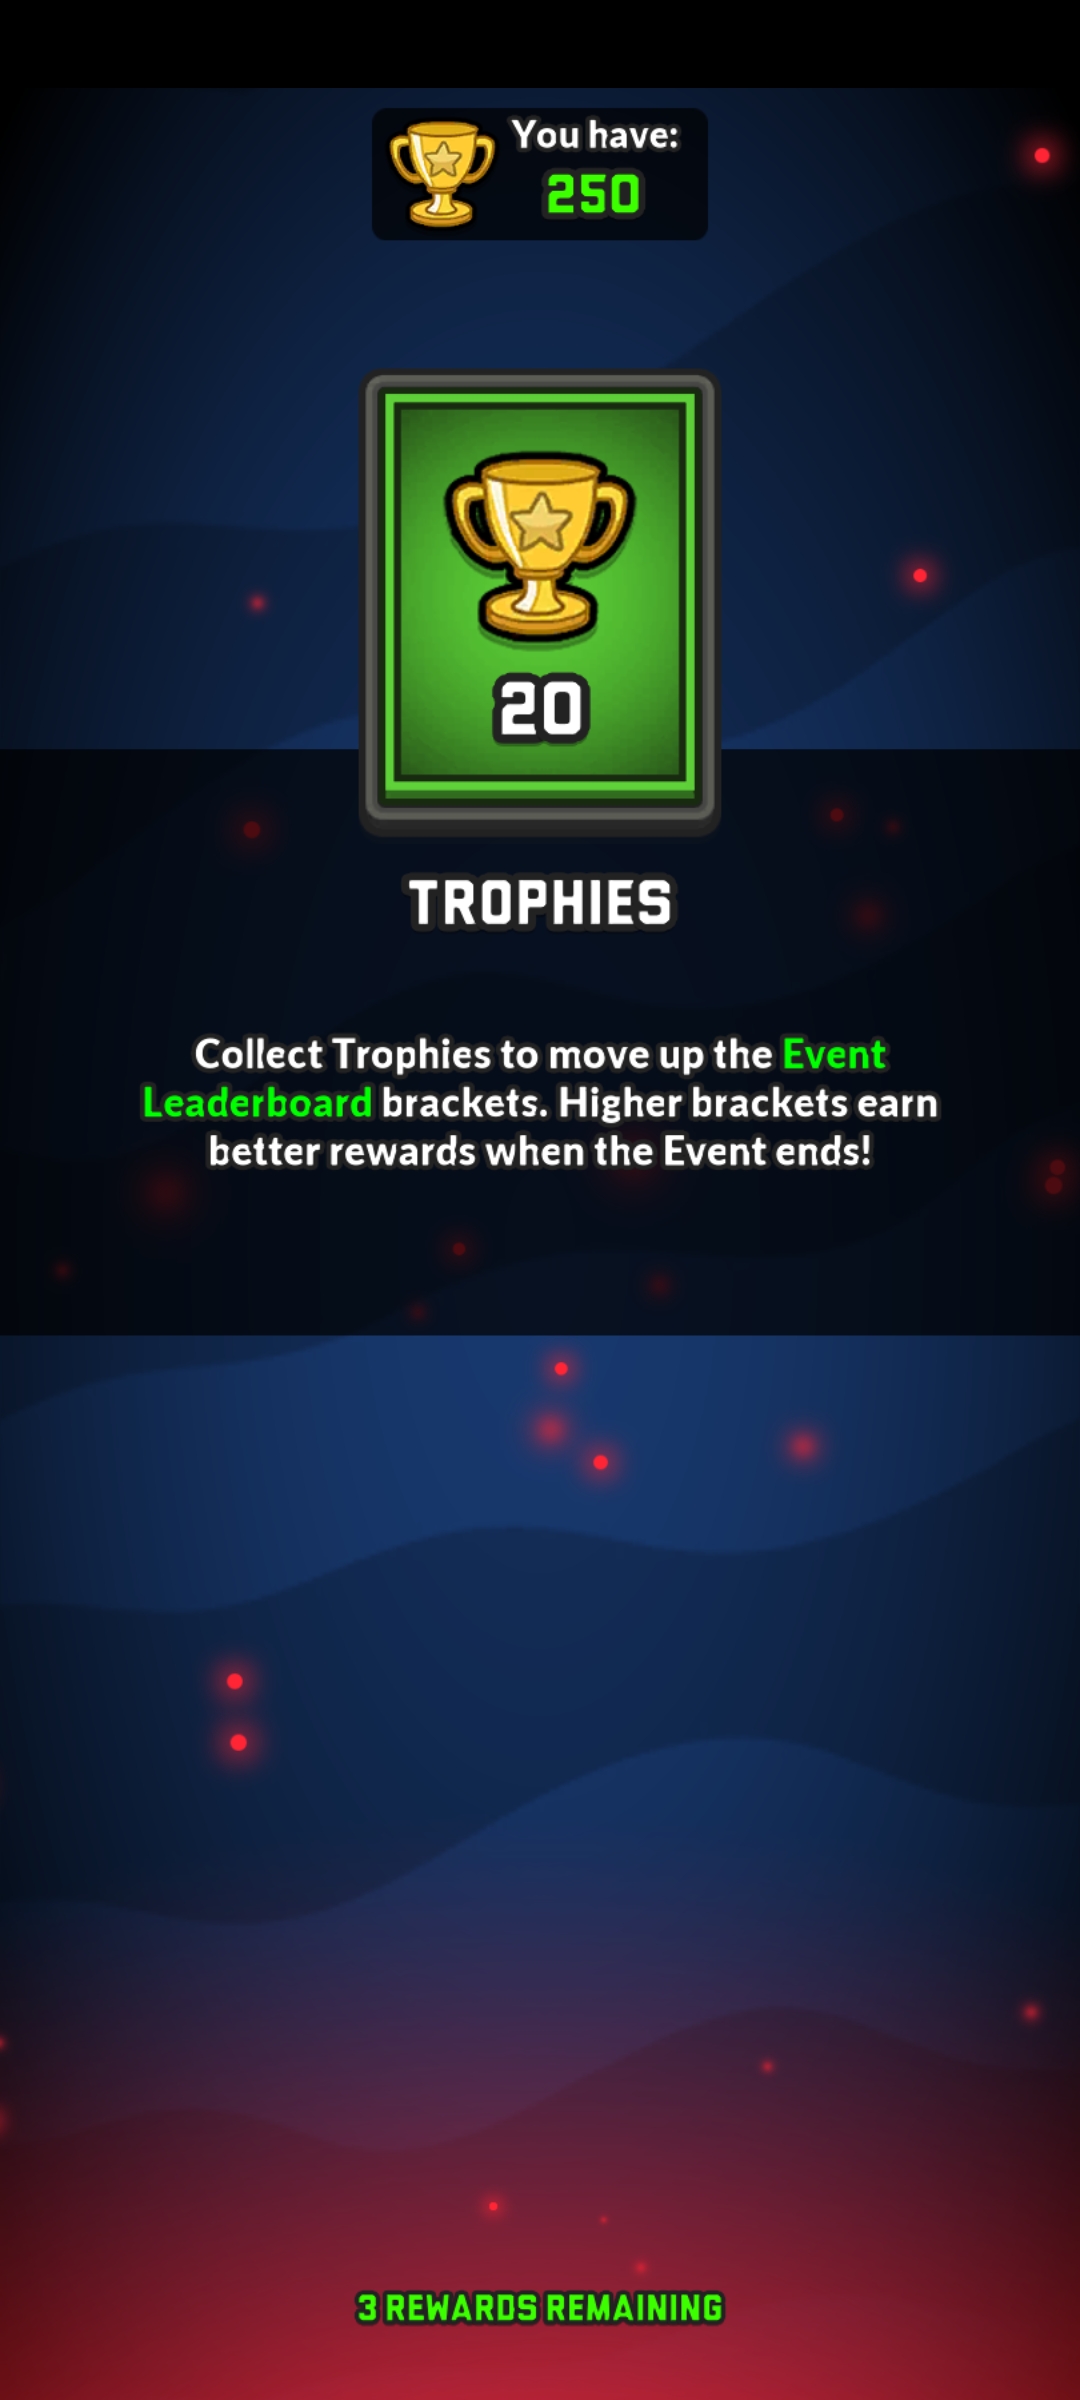 You have:
250
20
TROPHIES
Collect Trophies to move up the Event
Leaderboard brackets. Higher brackets earn
better rewards when the Event ends!
3 REWARDS REMAINING